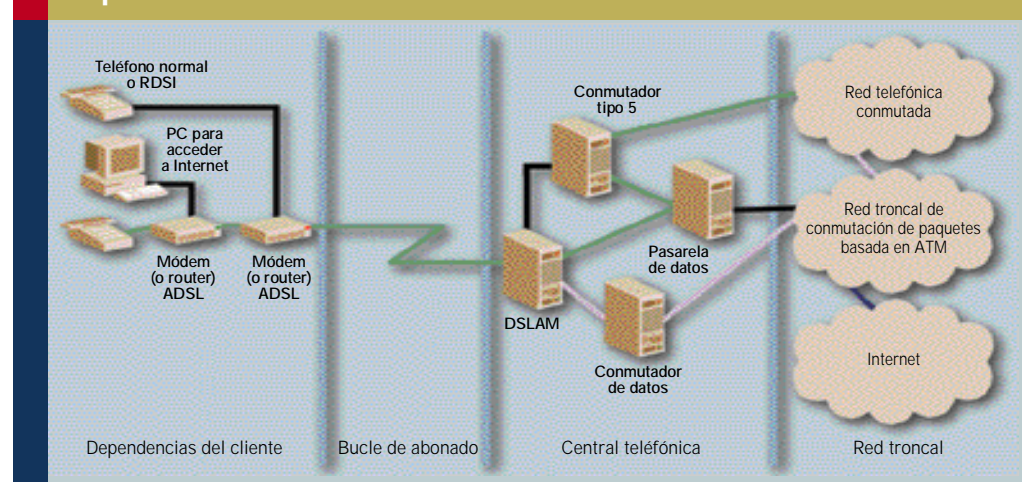 Teléfono normal
o RDSI
PC para
acceder
a Internet
Módem
(o router)
ADSL
Módem
(o router)
ADSL
Conmutador
tipo 5
Pasarela
de datos
DSLAM
Conmutador
de datos
Red telefónica
conmutada
Red troncal de
conmutación de paquetes
basada en ATM
Internet
Dependencias del cliente
Bucle de abonado
Central teléfónica
Red troncal